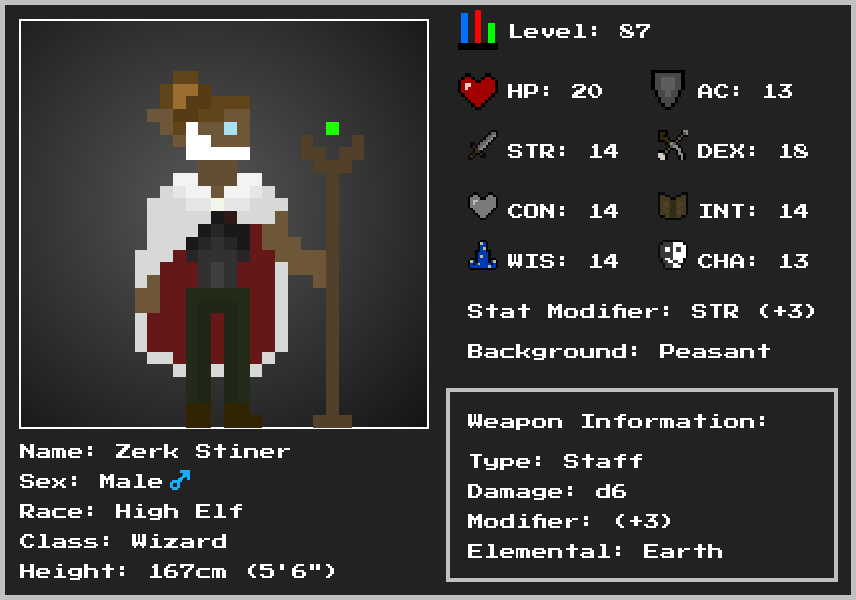 Level: 87
HP: 20
AC: 13
STR: 14
DEX: 18
CON: 14
INT: 14
WIS: 14
CHA: 13
Stat Modifier: STR (+3)
Background: Peasant
Name: Zerk Stiner
Sex: Male♂
Race: High Elf
Class: Wizard
Height: 167cm (5'6")
Weapon Information:
Type: Staff
Damage: d6
Modifier: (+3)
Elemental: Earth